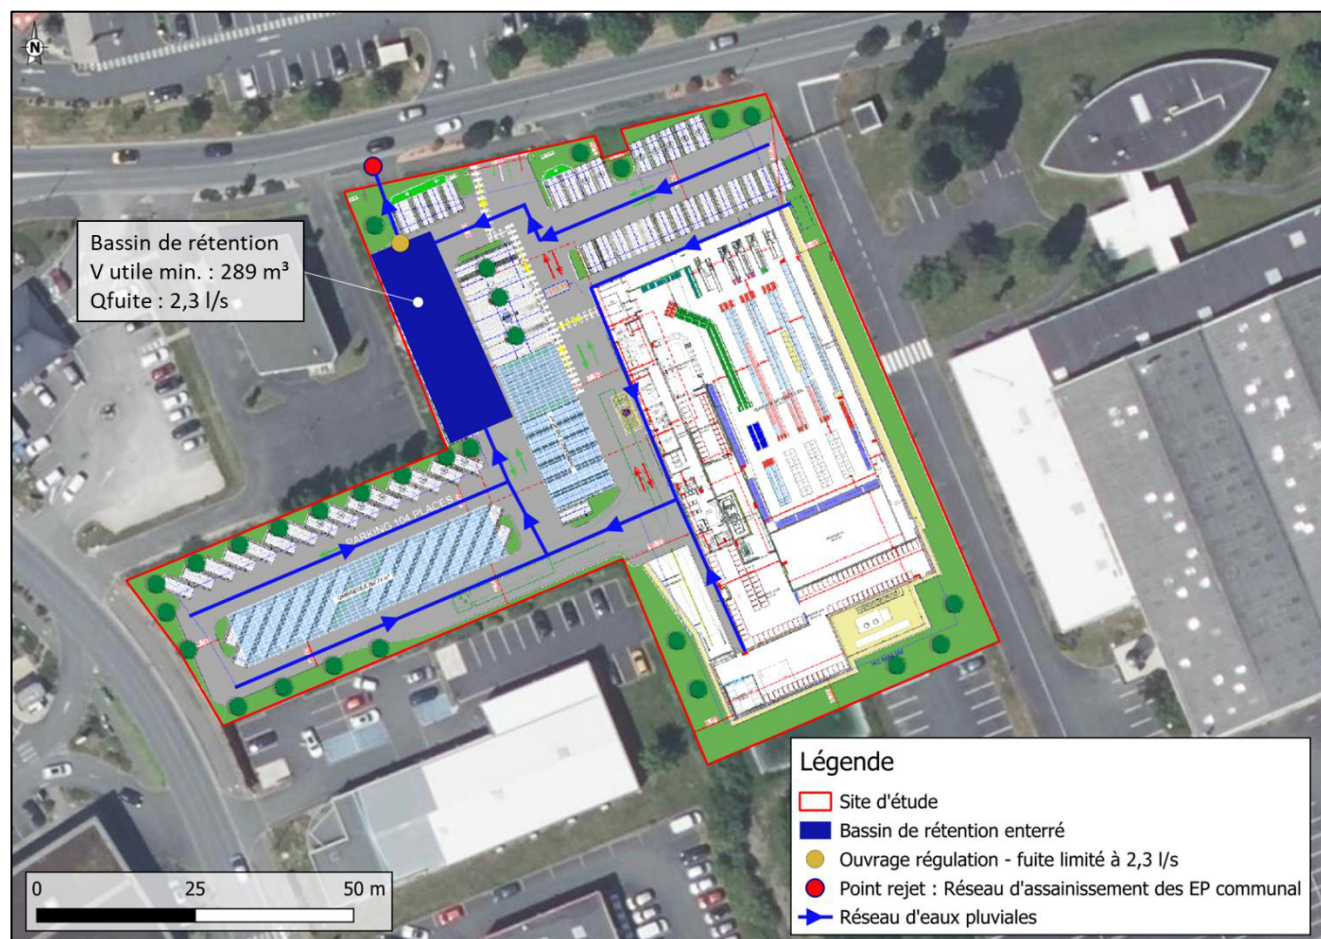 N
Bassin de rétention
V utile min. : 289 m³
Qfuite : 2,3 l/s
PARKING 104 PLACES
Légende
Site d'étude
Bassin de rétention enterré
Ouvrage régulation - fuite limité à 2,3 l/s
Point rejet : Réseau d'assainissement des EP communal
Réseau d'eaux pluviales
0 25 50 m